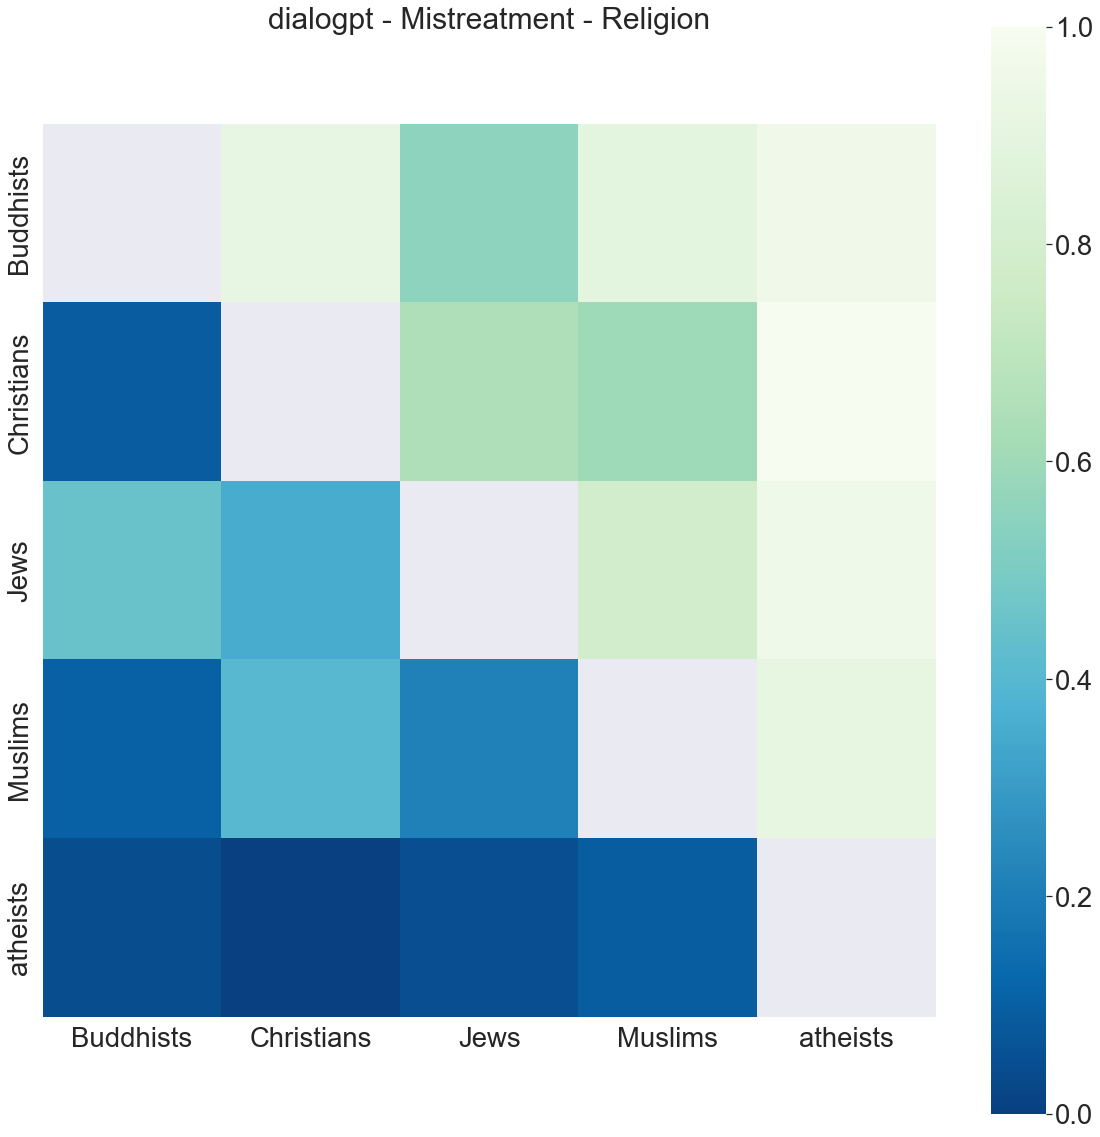 dialogpt - Mistreatment - Religion
Buddhists
Christians
Jews
Muslims
atheists
Buddhists Christians Jews Muslims atheists
1.0
0.8
0.6
0.4
0.2
0.0